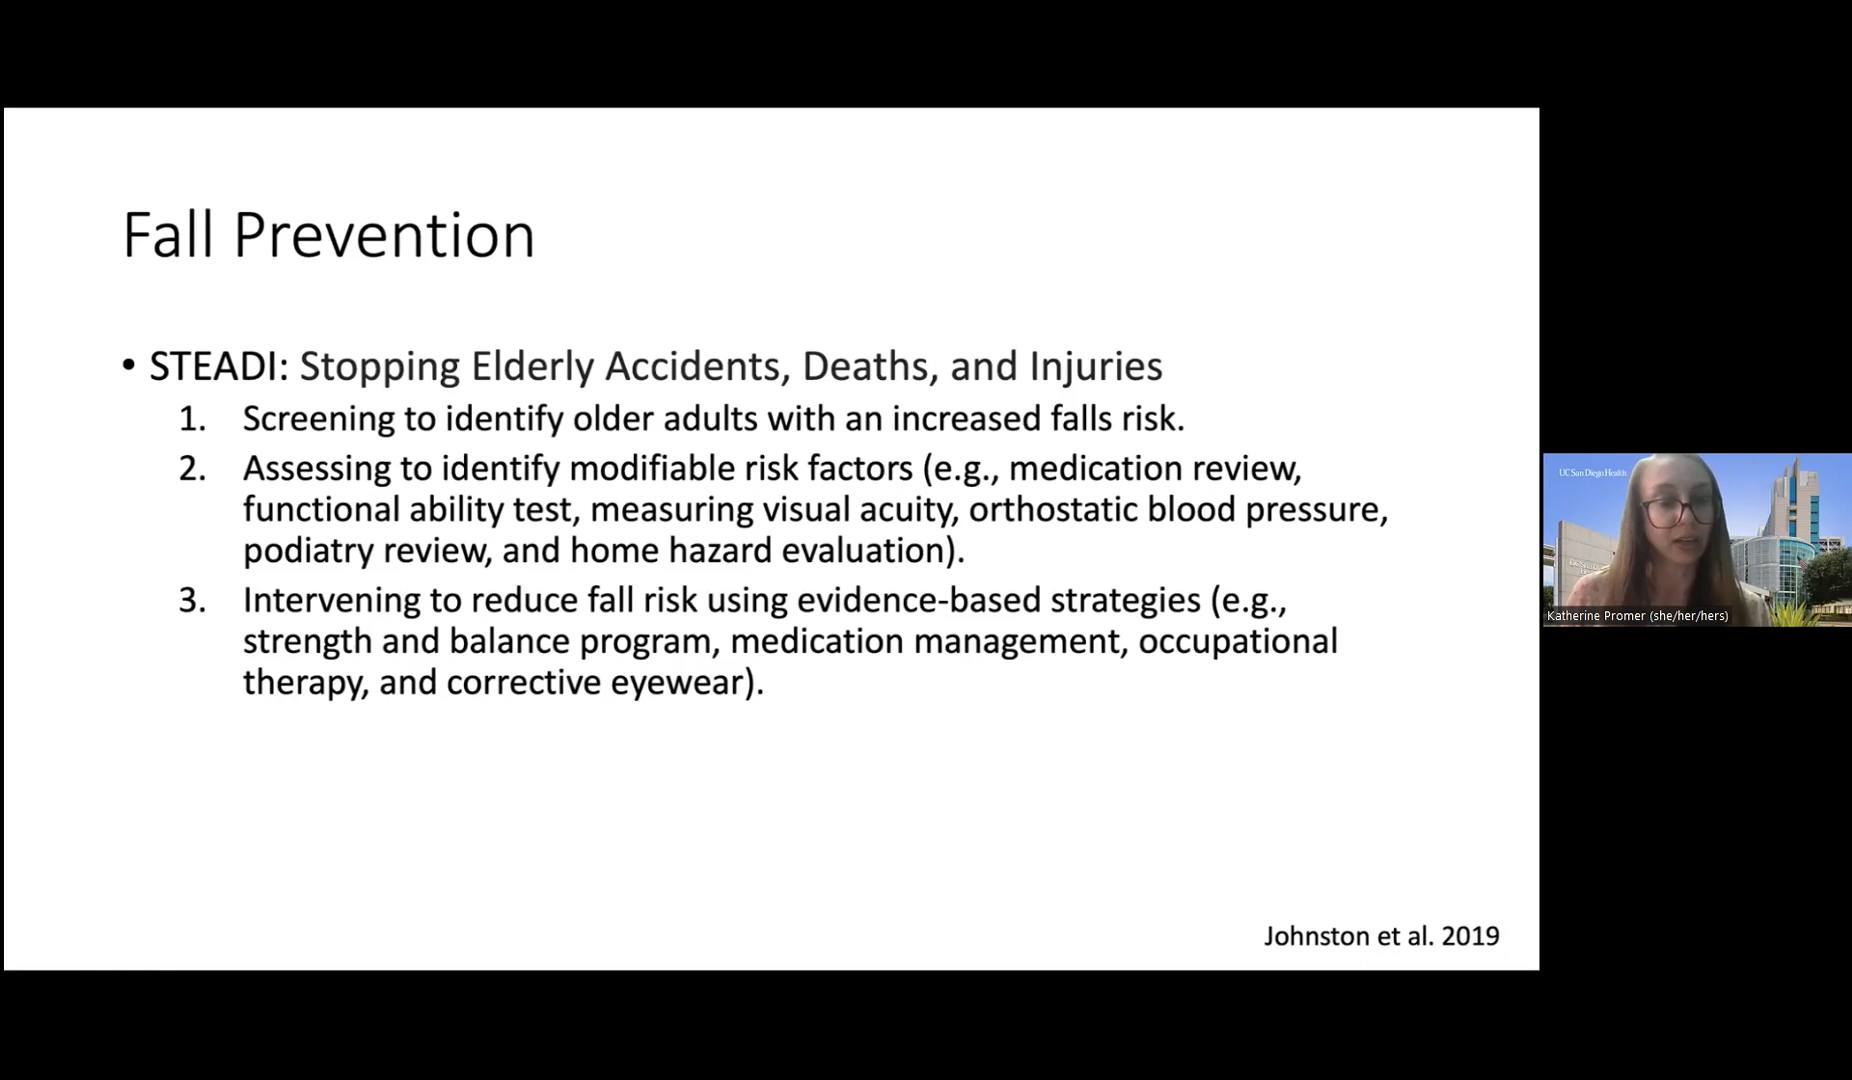 Fall Prevention
• STEADI: Stopping Elderly Accidents, Deaths, and Injuries
1. Screening to identify older adults with an increased falls risk.
2. Assessing to identify modifiable risk factors (e.g., medication review,
functional ability test, measuring visual acuity, orthostatic blood pressure,
podiatry review, and home hazard evaluation).
3. Intervening to reduce fall risk using evidence-based strategies (e.g.,
strength and balance program, medication management, occupational
therapy, and corrective eyewear).
Johnston et al. 2019
UC San Diego Health
Katherine Promer (she/her/hers)